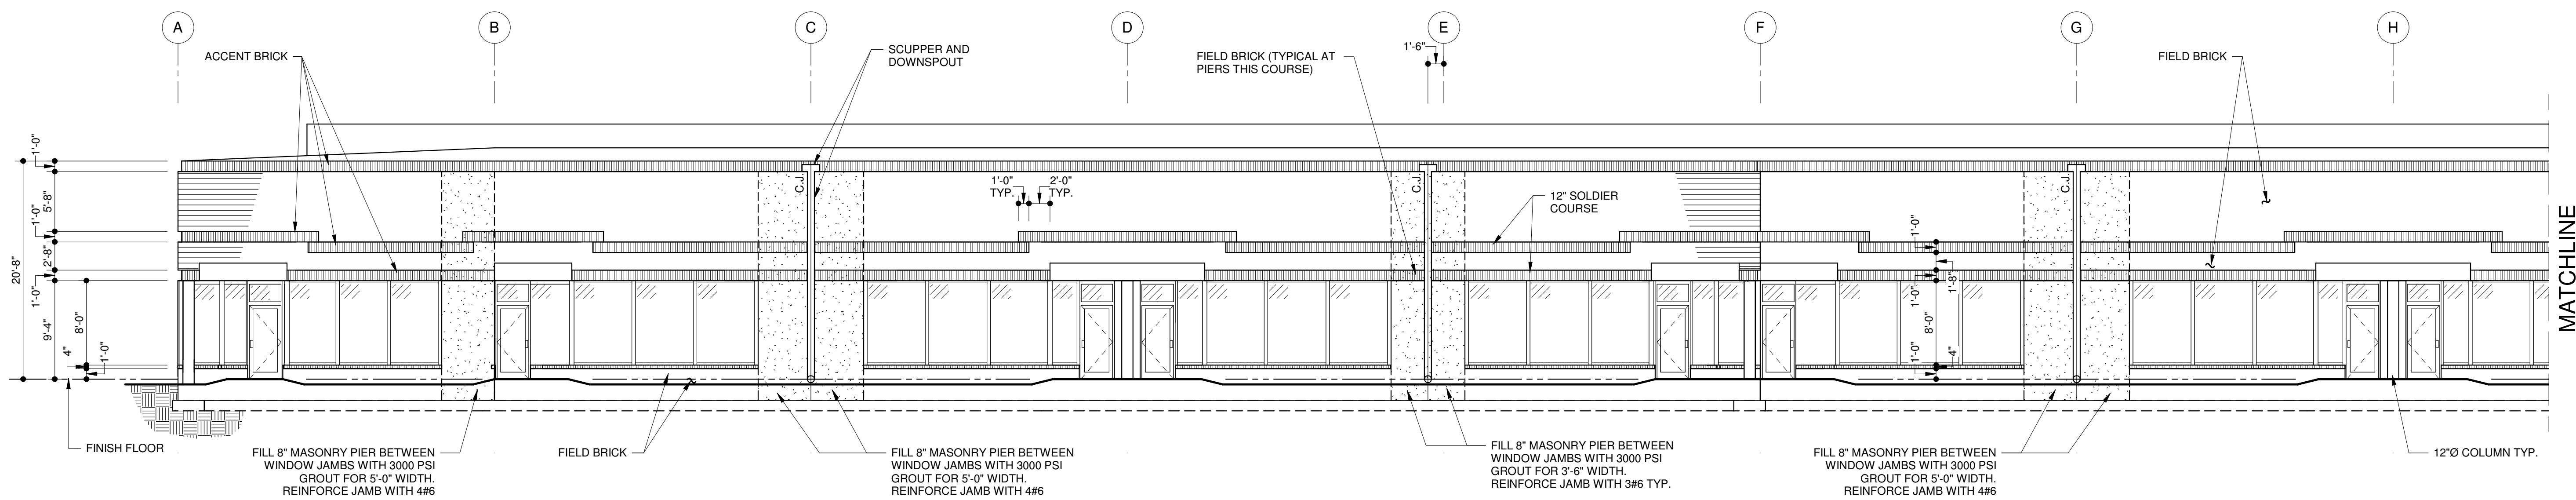 A
B
C
D
E
F
G
H
ACCENT BRICK
SCUPPER AND
DOWNSPOUT
FIELD BRICK (TYPICAL AT
PIERS THIS COURSE)
1'-6"
FIELD BRICK
C.J.
C.J.
C.J.
1'-0"
TYP.
2'-0"
TYP.
12" SOLDIER
COURSE
20'-8"
1'-0"
5'-8"
1'-0"
2'-8"
1'-0"
9'-4"
8'-0"
4"
1'-0"
1'-0"
1'-8"
1'-0"
8'-0"
1'-0"
4"
MATCHLINE
FINISH FLOOR
FILL 8" MASONRY PIER BETWEEN
WINDOW JAMBS WITH 3000 PSI
GROUT FOR 5'-0" WIDTH.
REINFORCE JAMB WITH 4#6
FIELD BRICK
FILL 8" MASONRY PIER BETWEEN
WINDOW JAMBS WITH 3000 PSI
GROUT FOR 5'-0" WIDTH.
REINFORCE JAMB WITH 4#6
FILL 8" MASONRY PIER BETWEEN
WINDOW JAMBS WITH 3000 PSI
GROUT FOR 3'-6" WIDTH.
REINFORCE JAMB WITH 3#6 TYP.
FILL 8" MASONRY PIER BETWEEN
WINDOW JAMBS WITH 3000 PSI
GROUT FOR 5'-0" WIDTH.
REINFORCE JAMB WITH 4#6
12"Ø COLUMN TYP.